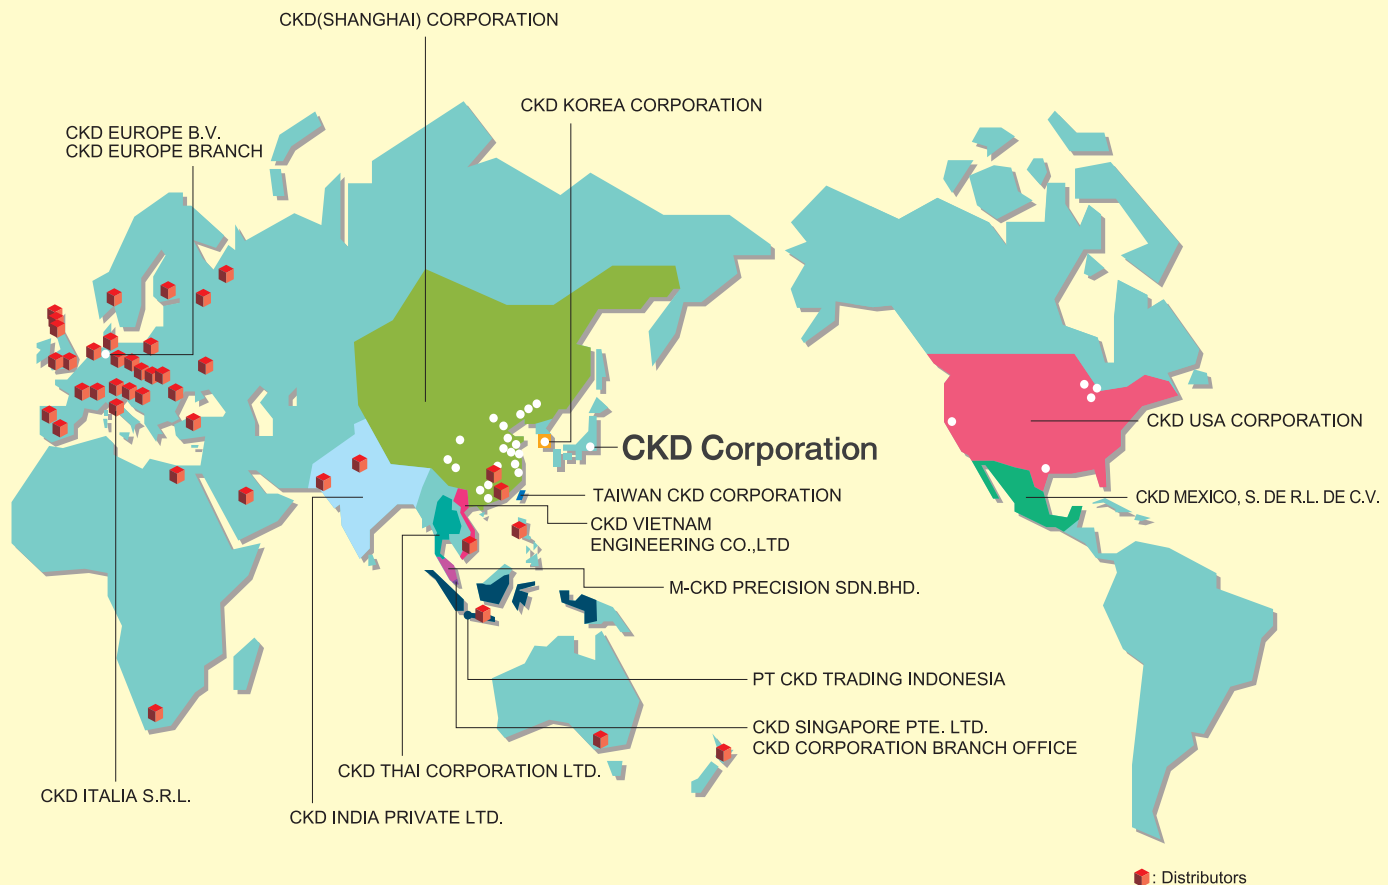 CKD(SHANGHAI) CORPORATION
CKD KOREA CORPORATION
CKD EUROPE B.V.
CKD EUROPE BRANCH
CKD USA CORPORATION
CKD Corporation
TAIWAN CKD CORPORATION
CKD MEXICO, S. DE R.L. DE C.V.
CKD VIETNAM
ENGINEERING CO.,LTD
M-CKD PRECISION SDN.BHD.
PT CKD TRADING INDONESIA
CKD SINGAPORE PTE. LTD.
CKD CORPORATION BRANCH OFFICE
CKD THAI CORPORATION LTD.
CKD ITALIA S.R.L.
CKD INDIA PRIVATE LTD.
: Distributors